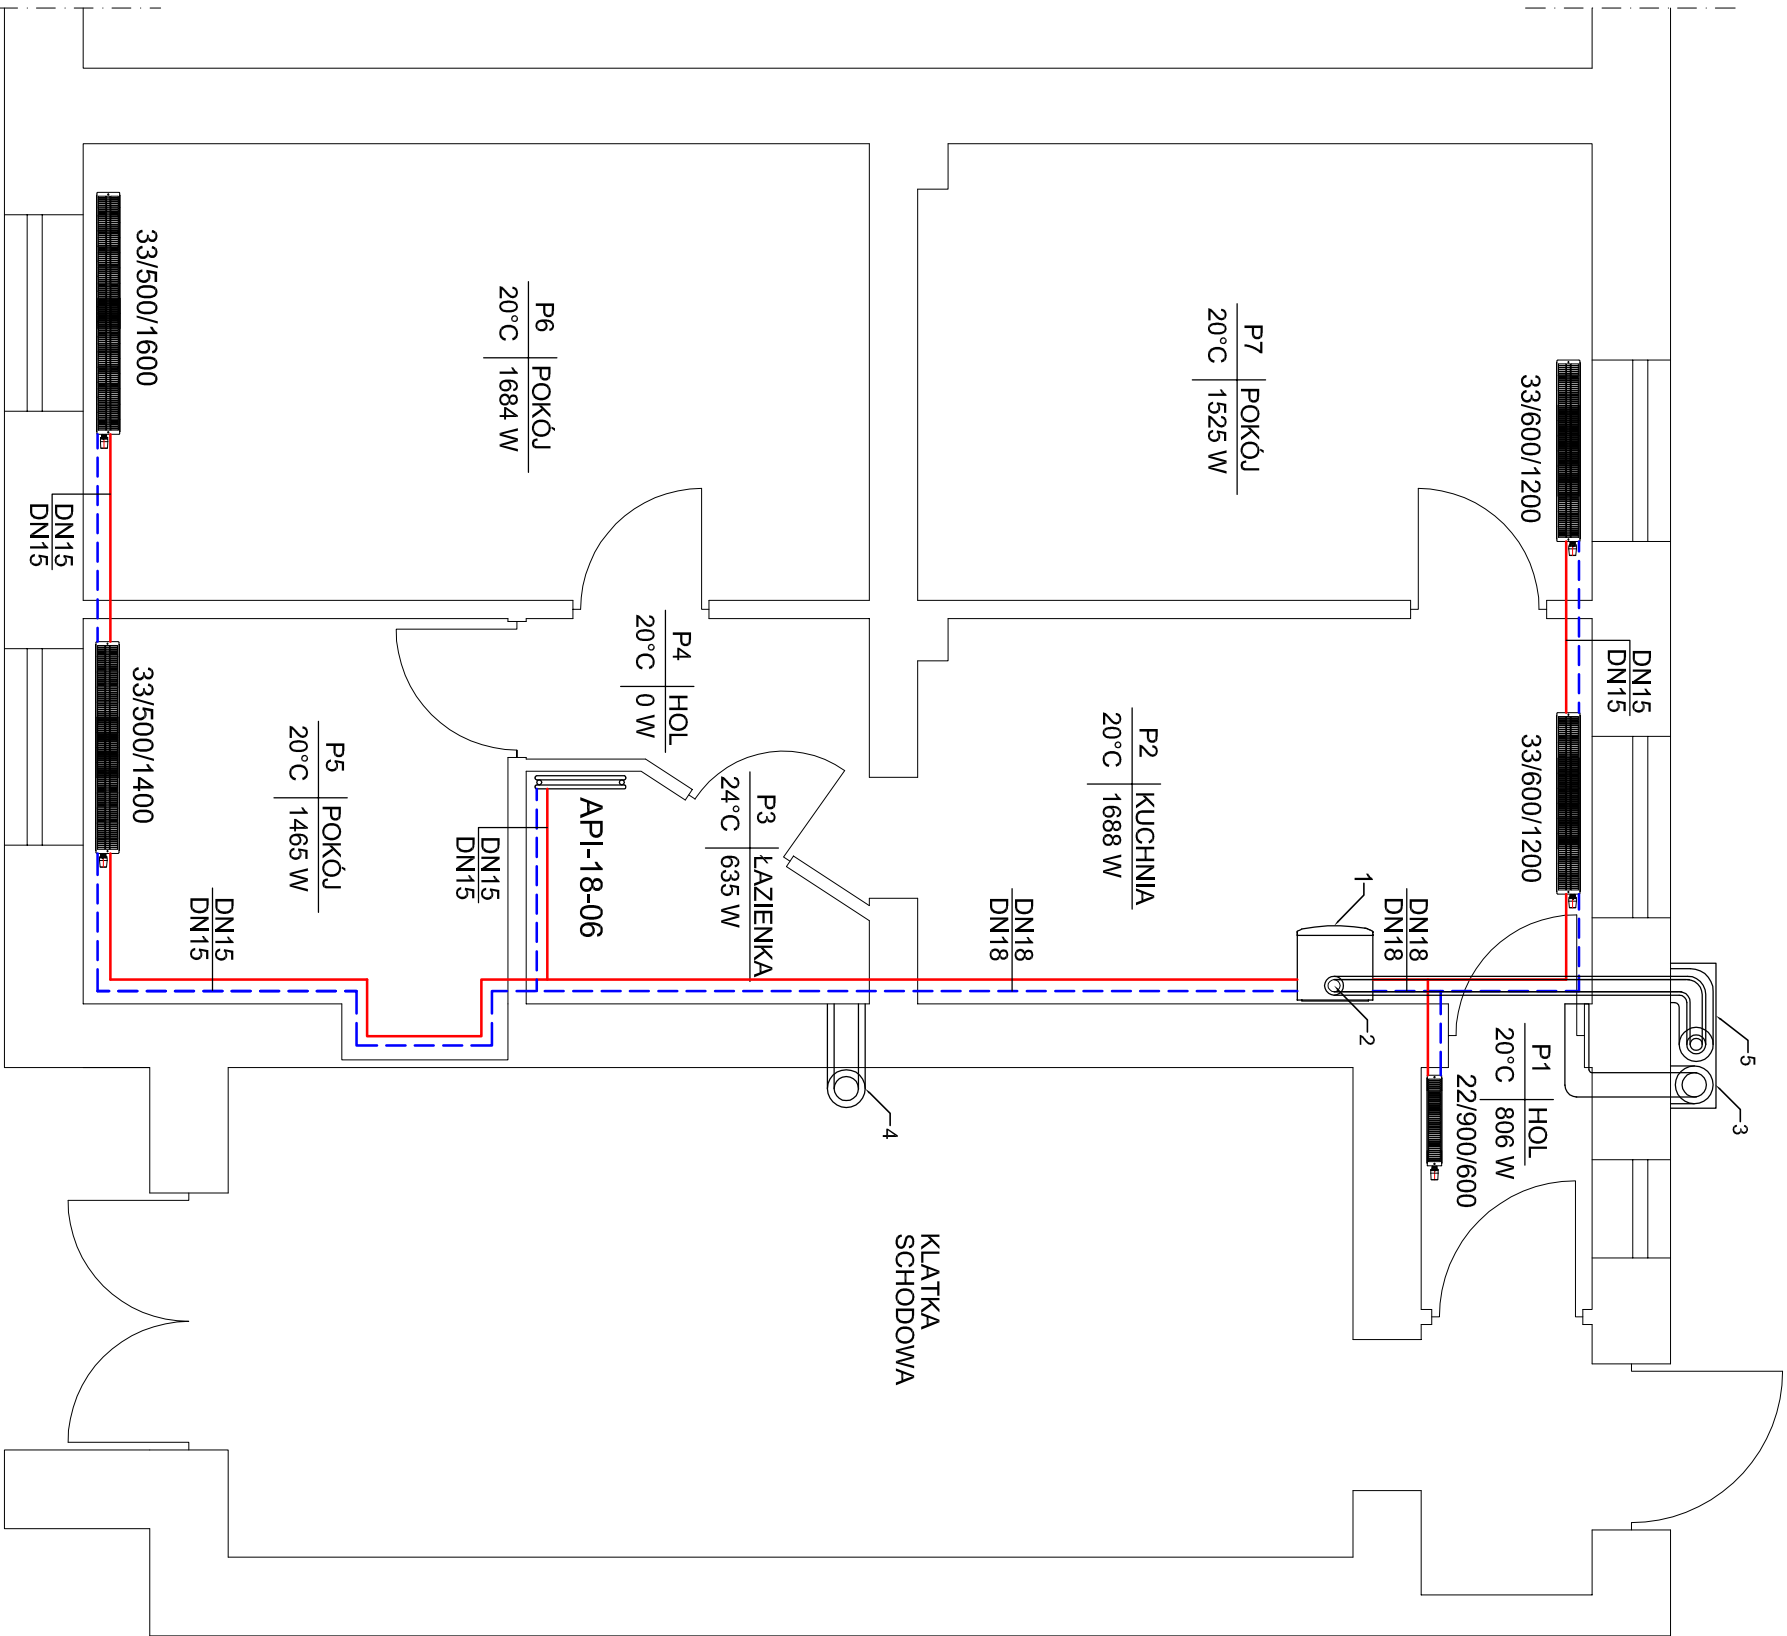 33/500/1600
P6
POKÓJ
20°C
1684 W
P7
POKÓJ
20°C
1525 W
33/600/1200
DN15
DN15
33/500/1400
P4
HOL
20°C
0 W
P5
POKÓJ
20°C
1465 W
DN15
DN15
API-18-06
P3
ŁAZIENKA
24°C
635 W
P2
KUCHNIA
20°C
1688 W
DN15
DN15
33/600/1200
DN15
DN15
DN18
DN18
1
DN18
DN18
2
P1
HOL
20°C
806 W
22/900/600
5
3
4
KLATKA
SCHODOWA